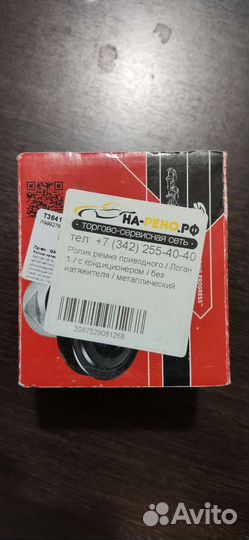 T3641
НА-РЕНО.РФ
торгово-сервисная сеть
тел: +7 (342) 255-40-40
Ролик ремня приводного / Логан
1 / с кондиционером / без
натяжителя / металлический
2087529081268
PROGRESS"
Avito